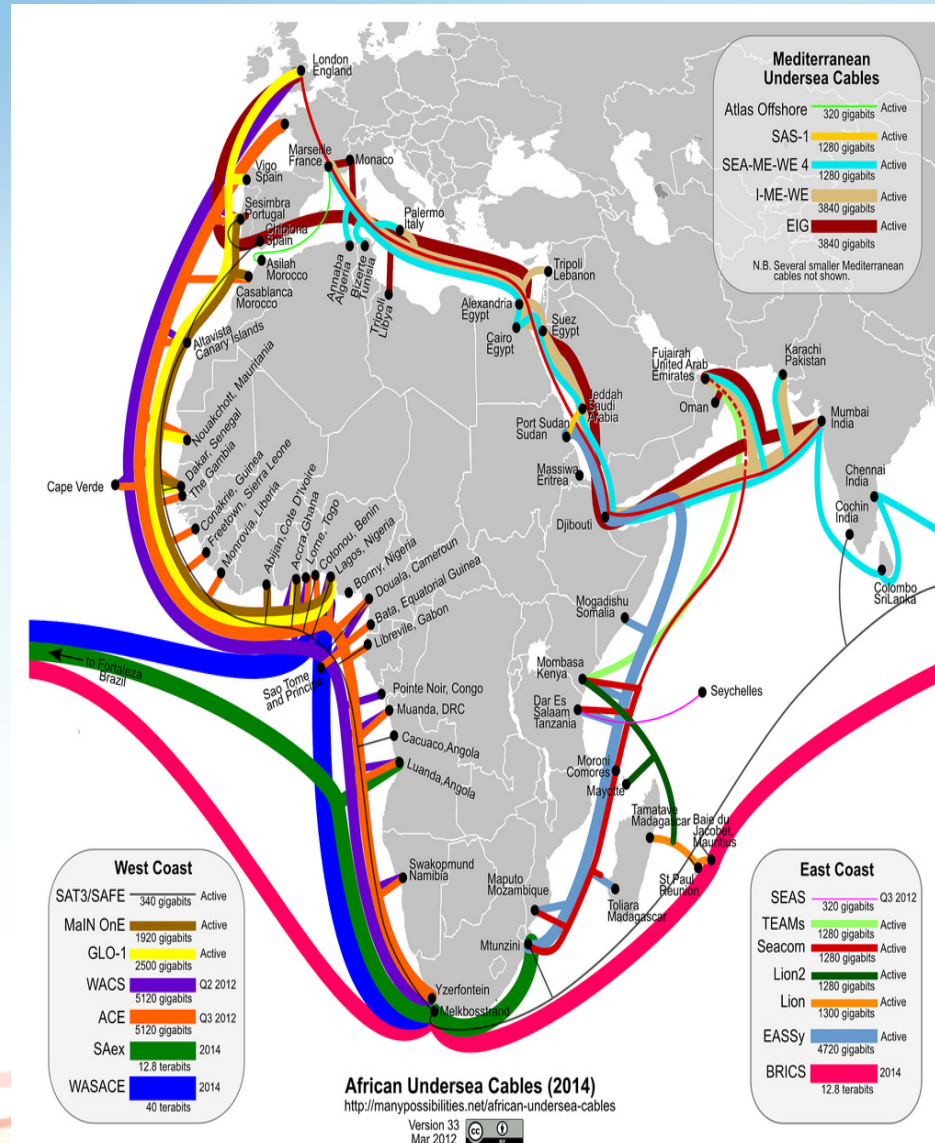 London
England
Vigo
Spain
Sesimbra
Portugal
Chipiona
Spain
Asilah
Morocco
Casablanca
Morocco
Altavista
Canary Islands
Marseille
France
Monaco
Palermo
Italy
Annaba
Algeria
Bizerte
Tunisia
Tripoli
Libya
Tripoli
Lebanon
Alexandria
Egypt
Cairo
Egypt
Suez
Egypt
Jeddah
Saudi
Arabia
Port Sudan
Sudan
Massiwa
Eritrea
Djibouti
Fujairah
United Arab
Emirates
Oman
Karachi
Pakistan
Mumbai
India
Chennai
India
Cochin
India
Colombo
SriLanka
Mediterranean
Undersea Cables
Atlas Offshore Active
320 gigabits
SAS-1 Active
1280 gigabits
SEA-ME-WE 4 Active
1280 gigabits
I-ME-WE Active
3840 gigabits
EIG Active
3840 gigabits
N.B. Several smaller Mediterranean
cables not shown.
Nouakchott, Mauritania
Dakar, Senegal
The Gambia
Cape Verde
Conakrie, Guinea
Freetown, Sierra Leone
Monrovia, Liberia
Abijan,Cote D'Ivoire
Accra,Ghana
Lome, Togo
Cotonou, Benin
Lagos, Nigeria
Bonny, Nigeria
Douala, Cameroun
Bata, Equatorial Guinea
Librevile, Gabon
to Fortaleza
Brazil
Sao Tome
and Principe
Pointe Noir, Congo
Muanda, DRC
Cacuaco,Angola
Luanda,Angola
Swakopmund
Namibia
Yzerfontein
Melkbosstrand
Mogadishu
Somalia
Mombasa
Kenya
Dar Es
Salaam
Tanzania
Seychelles
Moroni
Comores
Mayotte
Tamatave
Madagascar
Baie du
Jacobet,
Mauritius
St Paul
Reunion
Toliara
Madagascar
Maputo
Mozambique
Mtunzini
West Coast
SAT3/SAFE Active
340 gigabits
MaIN OnE Active
1920 gigabits
GLO-1 Active
2500 gigabits
WACS Q2 2012
5120 gigabits
ACE Q3 2012
5120 gigabits
SAex 2014
12.8 terabits
WASACE 2014
40 terabits
East Coast
SEAS Q3 2012
320 gigabits
TEAMs Active
1280 gigabits
Seacom Active
1280 gigabits
Lion2 Active
1280 gigabits
Lion Active
1300 gigabits
EASSy Active
4720 gigabits
BRICS 2014
12.8 terabits
African Undersea Cables (2014)
http://manypossibilities.net/african-undersea-cables
Version 33
Mar 2012
cc
BY